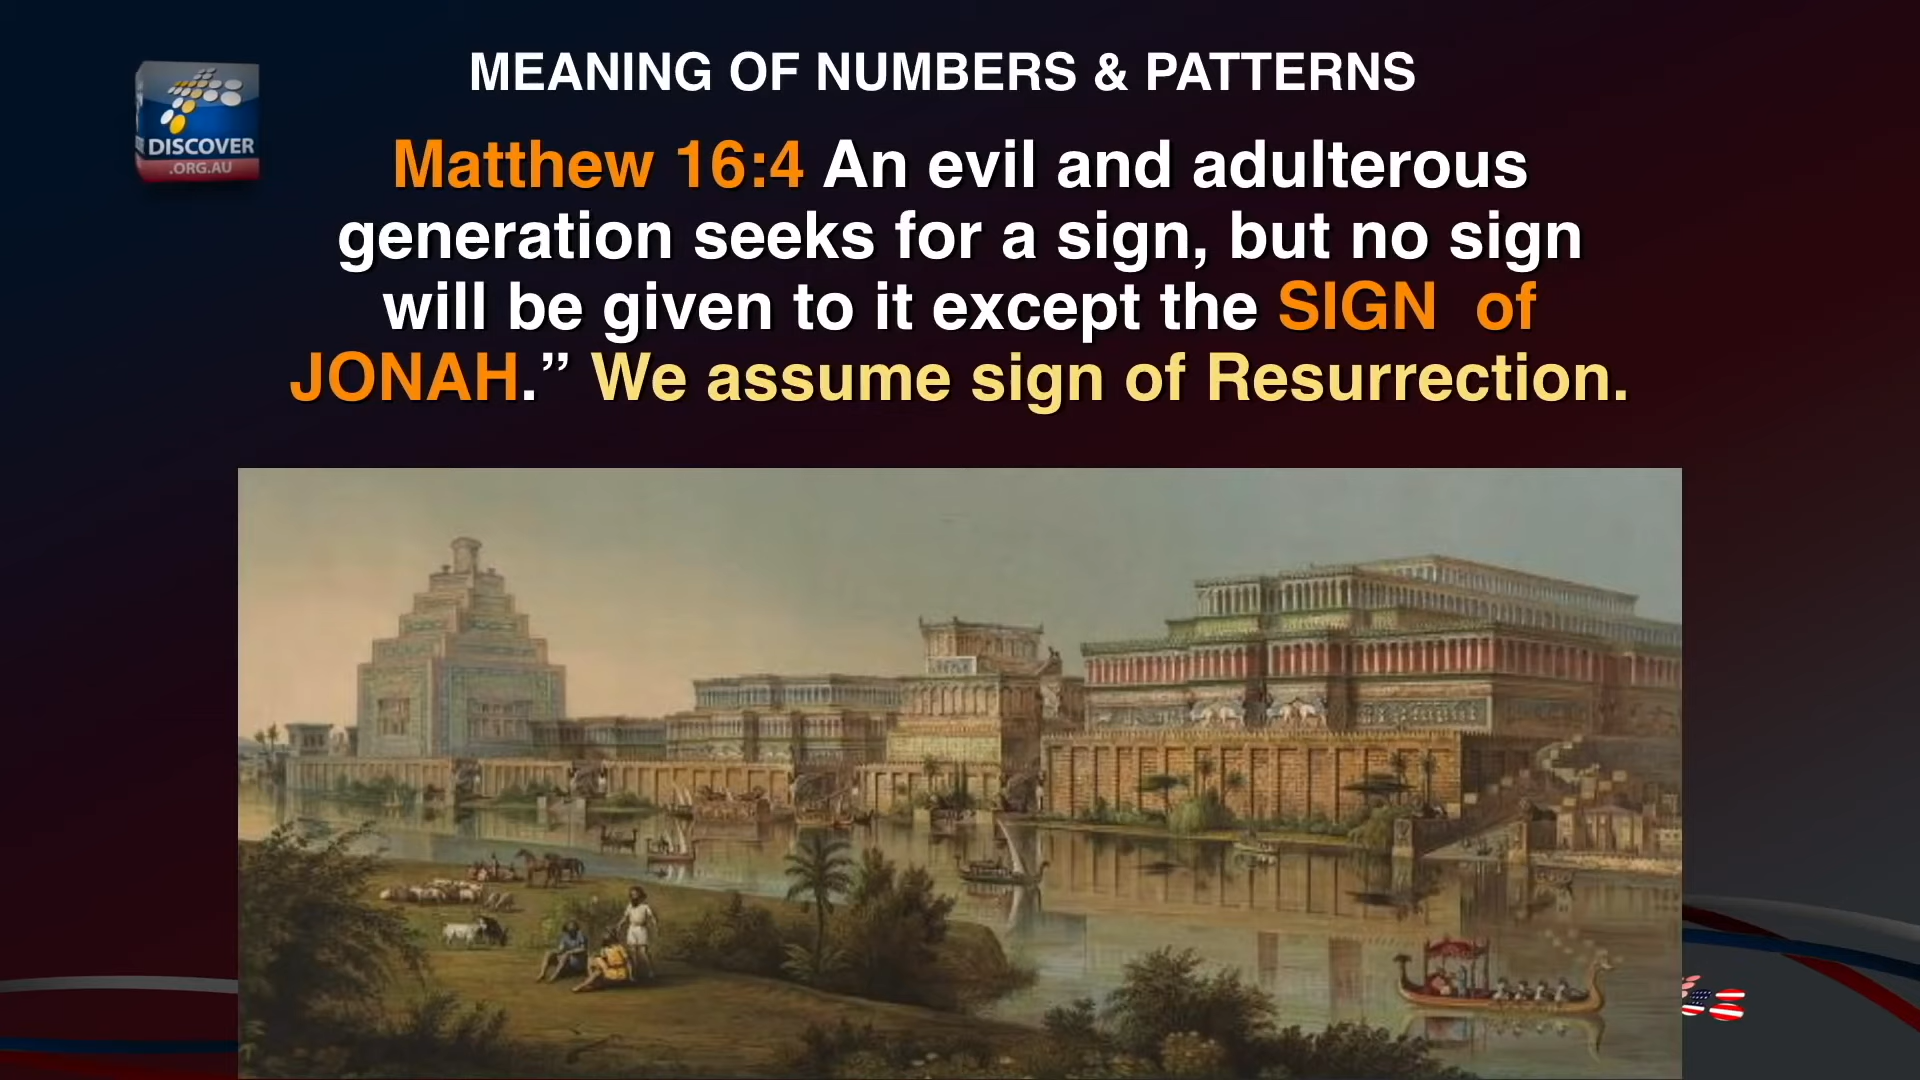 MEANING OF NUMBERS & PATTERNS
DISCOVER
.ORG.AU
Matthew 16:4 An evil and adulterous
generation seeks for a sign, but no sign
will be given to it except the SIGN  of
JONAH.” We assume sign of Resurrection.